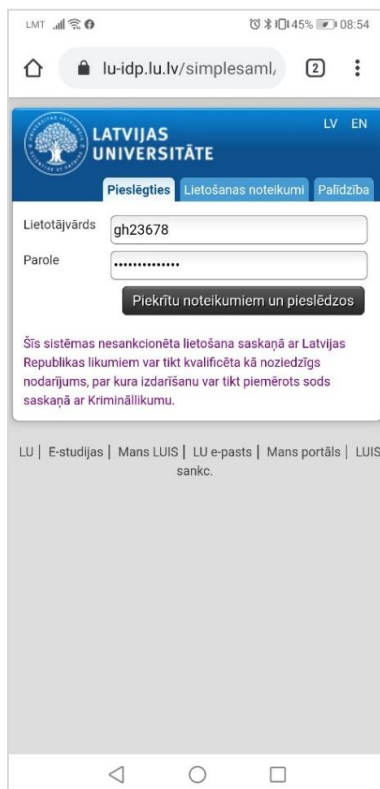 LMT 45% 08:54
lu-idp.lu.lv/simplesaml/ 2
LV EN
LATVIJAS
UNIVERSITĀTE
Pieslēgties Lietošanas noteikumi Palīdzība
Lietotājvārds gh23678
Parole ••••••••••••••
Piekrītu noteikumiem un pieslēdzos
Šīs sistēmas nesankcionēta lietošana saskaņā ar Latvijas
Republikas likumiem var tikt kvalificēta kā noziedzīgs
nodarījums, par kura izdarīšanu var tikt piemērots sods
saskaņā ar Krimināllikumu.
LU | E-studijas | Mans LUIS | LU e-pasts | Mans portāls | LUIS
sankc.